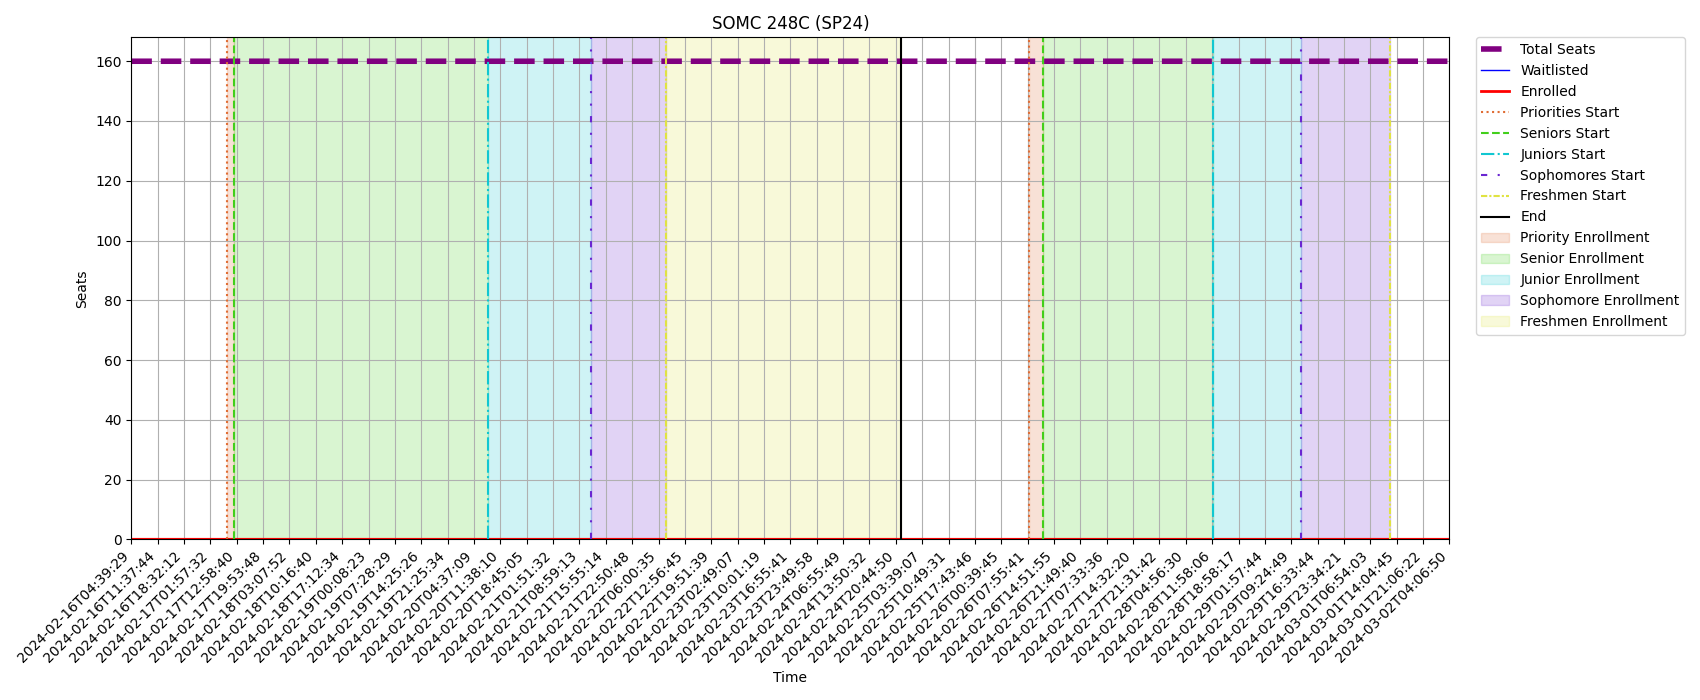 SOMC 248C (SP24)
Seats
160
140
120
100
80
60
40
20
0
2024-02-16T04:39:29
2024-02-16T11:37:44
2024-02-16T18:32:12
2024-02-17T01:57:32
2024-02-17T12:58:40
2024-02-17T19:53:48
2024-02-18T03:07:52
2024-02-18T10:16:40
2024-02-18T17:12:34
2024-02-19T00:08:23
2024-02-19T07:28:29
2024-02-19T14:25:26
2024-02-19T21:25:34
2024-02-20T04:37:09
2024-02-20T11:38:10
2024-02-20T18:45:05
2024-02-21T01:51:32
2024-02-21T08:59:13
2024-02-21T15:55:14
2024-02-21T22:50:48
2024-02-22T06:00:35
2024-02-22T12:56:45
2024-02-22T19:51:39
2024-02-23T02:49:07
2024-02-23T10:01:19
2024-02-23T16:55:41
2024-02-23T23:49:58
2024-02-24T06:55:49
2024-02-24T13:50:32
2024-02-24T20:44:50
2024-02-25T03:39:07
2024-02-25T10:49:31
2024-02-25T17:43:46
2024-02-26T00:39:45
2024-02-26T07:55:41
2024-02-26T14:51:55
2024-02-26T21:49:40
2024-02-27T07:33:36
2024-02-27T14:32:20
2024-02-27T21:31:42
2024-02-28T04:56:30
2024-02-28T11:58:06
2024-02-28T18:58:17
2024-02-29T01:57:44
2024-02-29T09:24:49
2024-02-29T16:33:44
2024-02-29T23:34:21
2024-03-01T06:54:03
2024-03-01T14:04:45
2024-03-01T21:06:22
2024-03-02T04:06:50
Time
Total Seats
Waitlisted
Enrolled
Priorities Start
Seniors Start
Juniors Start
Sophomores Start
Freshmen Start
End
Priority Enrollment
Senior Enrollment
Junior Enrollment
Sophomore Enrollment
Freshmen Enrollment